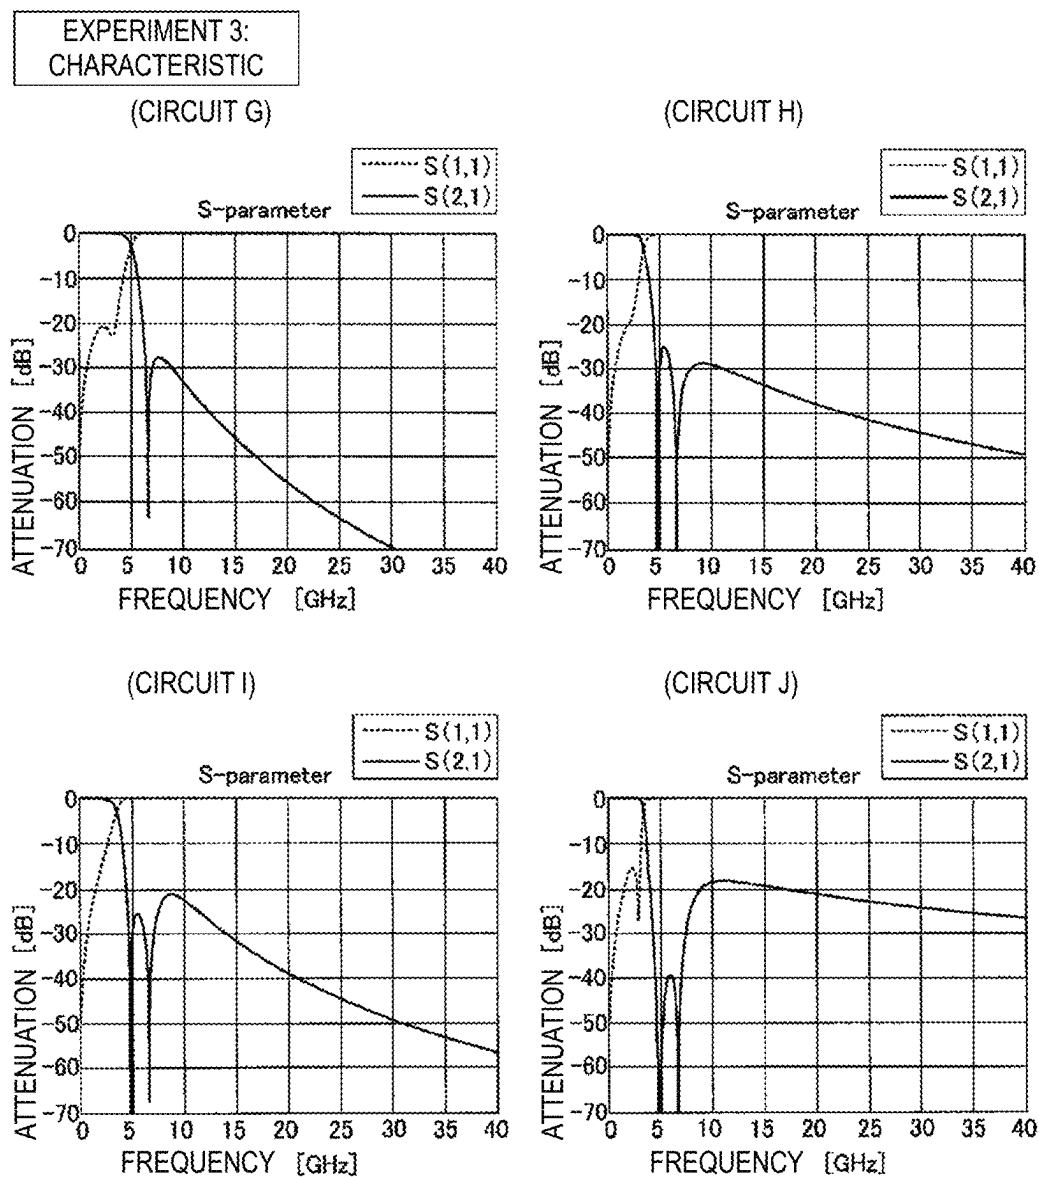 EXPERIMENT 3:
CHARACTERISTIC
(CIRCUIT G)
S(1,1)
S(2,1)
S-parameter
ATTENUATION [dB]
0
-10
-20
-30
-40
-50
-60
-70
0 5 10 15 20 25 30 35 40
FREQUENCY [GHz]
(CIRCUIT H)
S(1,1)
S(2,1)
S-parameter
ATTENUATION [dB]
0
-10
-20
-30
-40
-50
-60
-70
0 5 10 15 20 25 30 35 40
FREQUENCY [GHz]
(CIRCUIT I)
S(1,1)
S(2,1)
S-parameter
ATTENUATION [dB]
0
-10
-20
-30
-40
-50
-60
-70
0 5 10 15 20 25 30 35 40
FREQUENCY [GHz]
(CIRCUIT J)
S(1,1)
S(2,1)
S-parameter
ATTENUATION [dB]
0
-10
-20
-30
-40
-50
-60
-70
0 5 10 15 20 25 30 35 40
FREQUENCY [GHz]